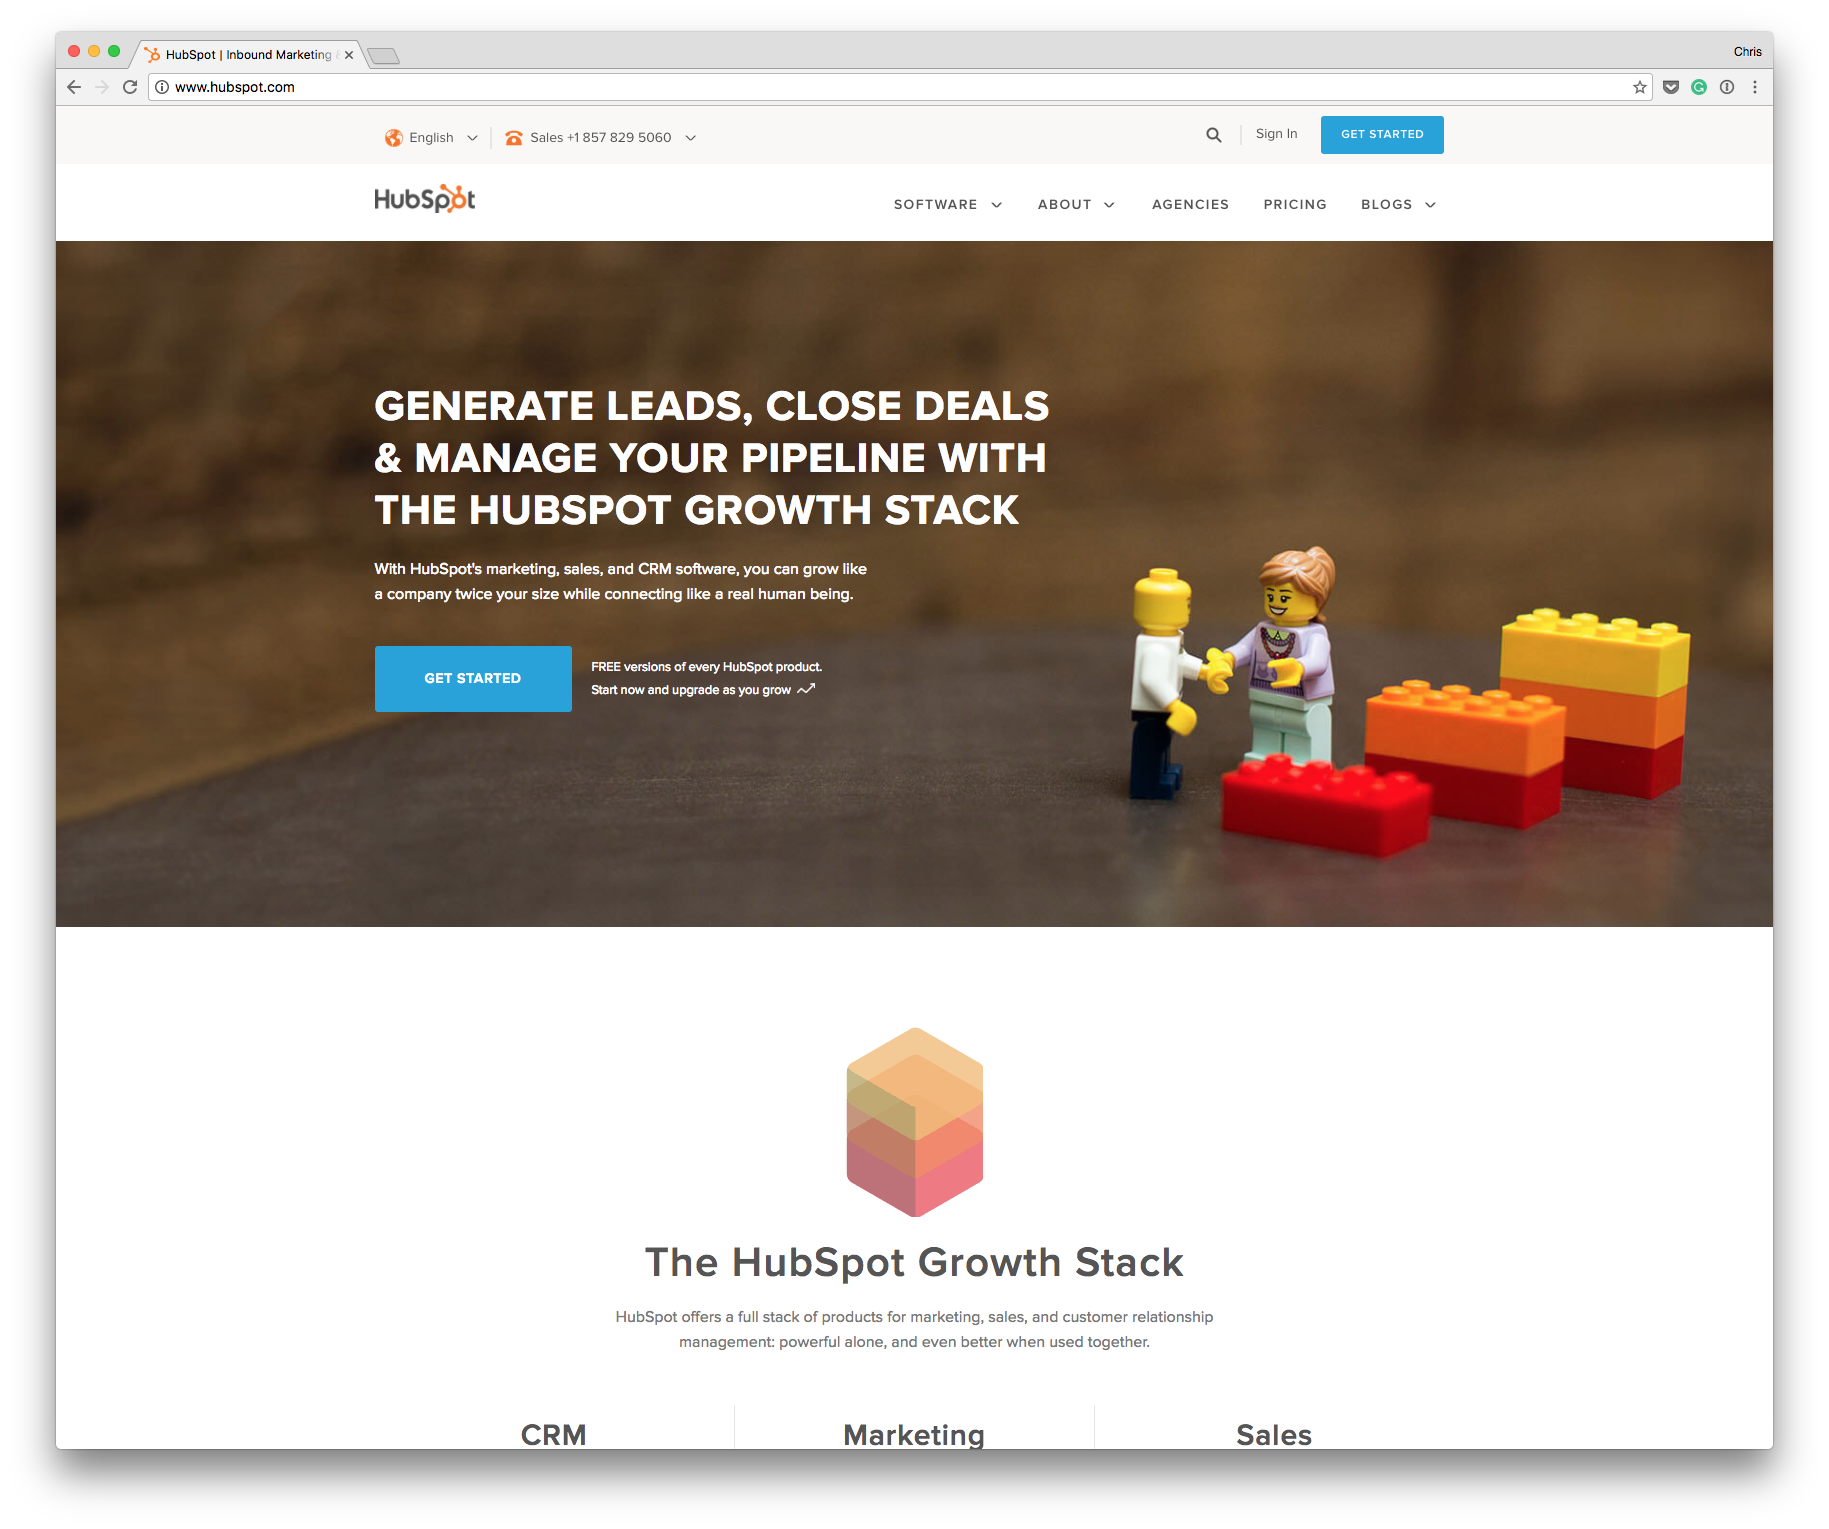 HubSpot | Inbound Marketing &
Chris
www.hubspot.com
English
Sales +1 857 829 5060
Sign In
GET STARTED
HubSpot
SOFTWARE
ABOUT
AGENCIES
PRICING
BLOGS
GENERATE LEADS, CLOSE DEALS
& MANAGE YOUR PIPELINE WITH
THE HUBSPOT GROWTH STACK
With HubSpot's marketing, sales, and CRM software, you can grow like
a company twice your size while connecting like a real human being.
GET STARTED
FREE versions of every HubSpot product.
Start now and upgrade as you grow
The HubSpot Growth Stack
HubSpot offers a full stack of products for marketing, sales, and customer relationship
management: powerful alone, and even better when used together.
CRM
Marketing
Sales